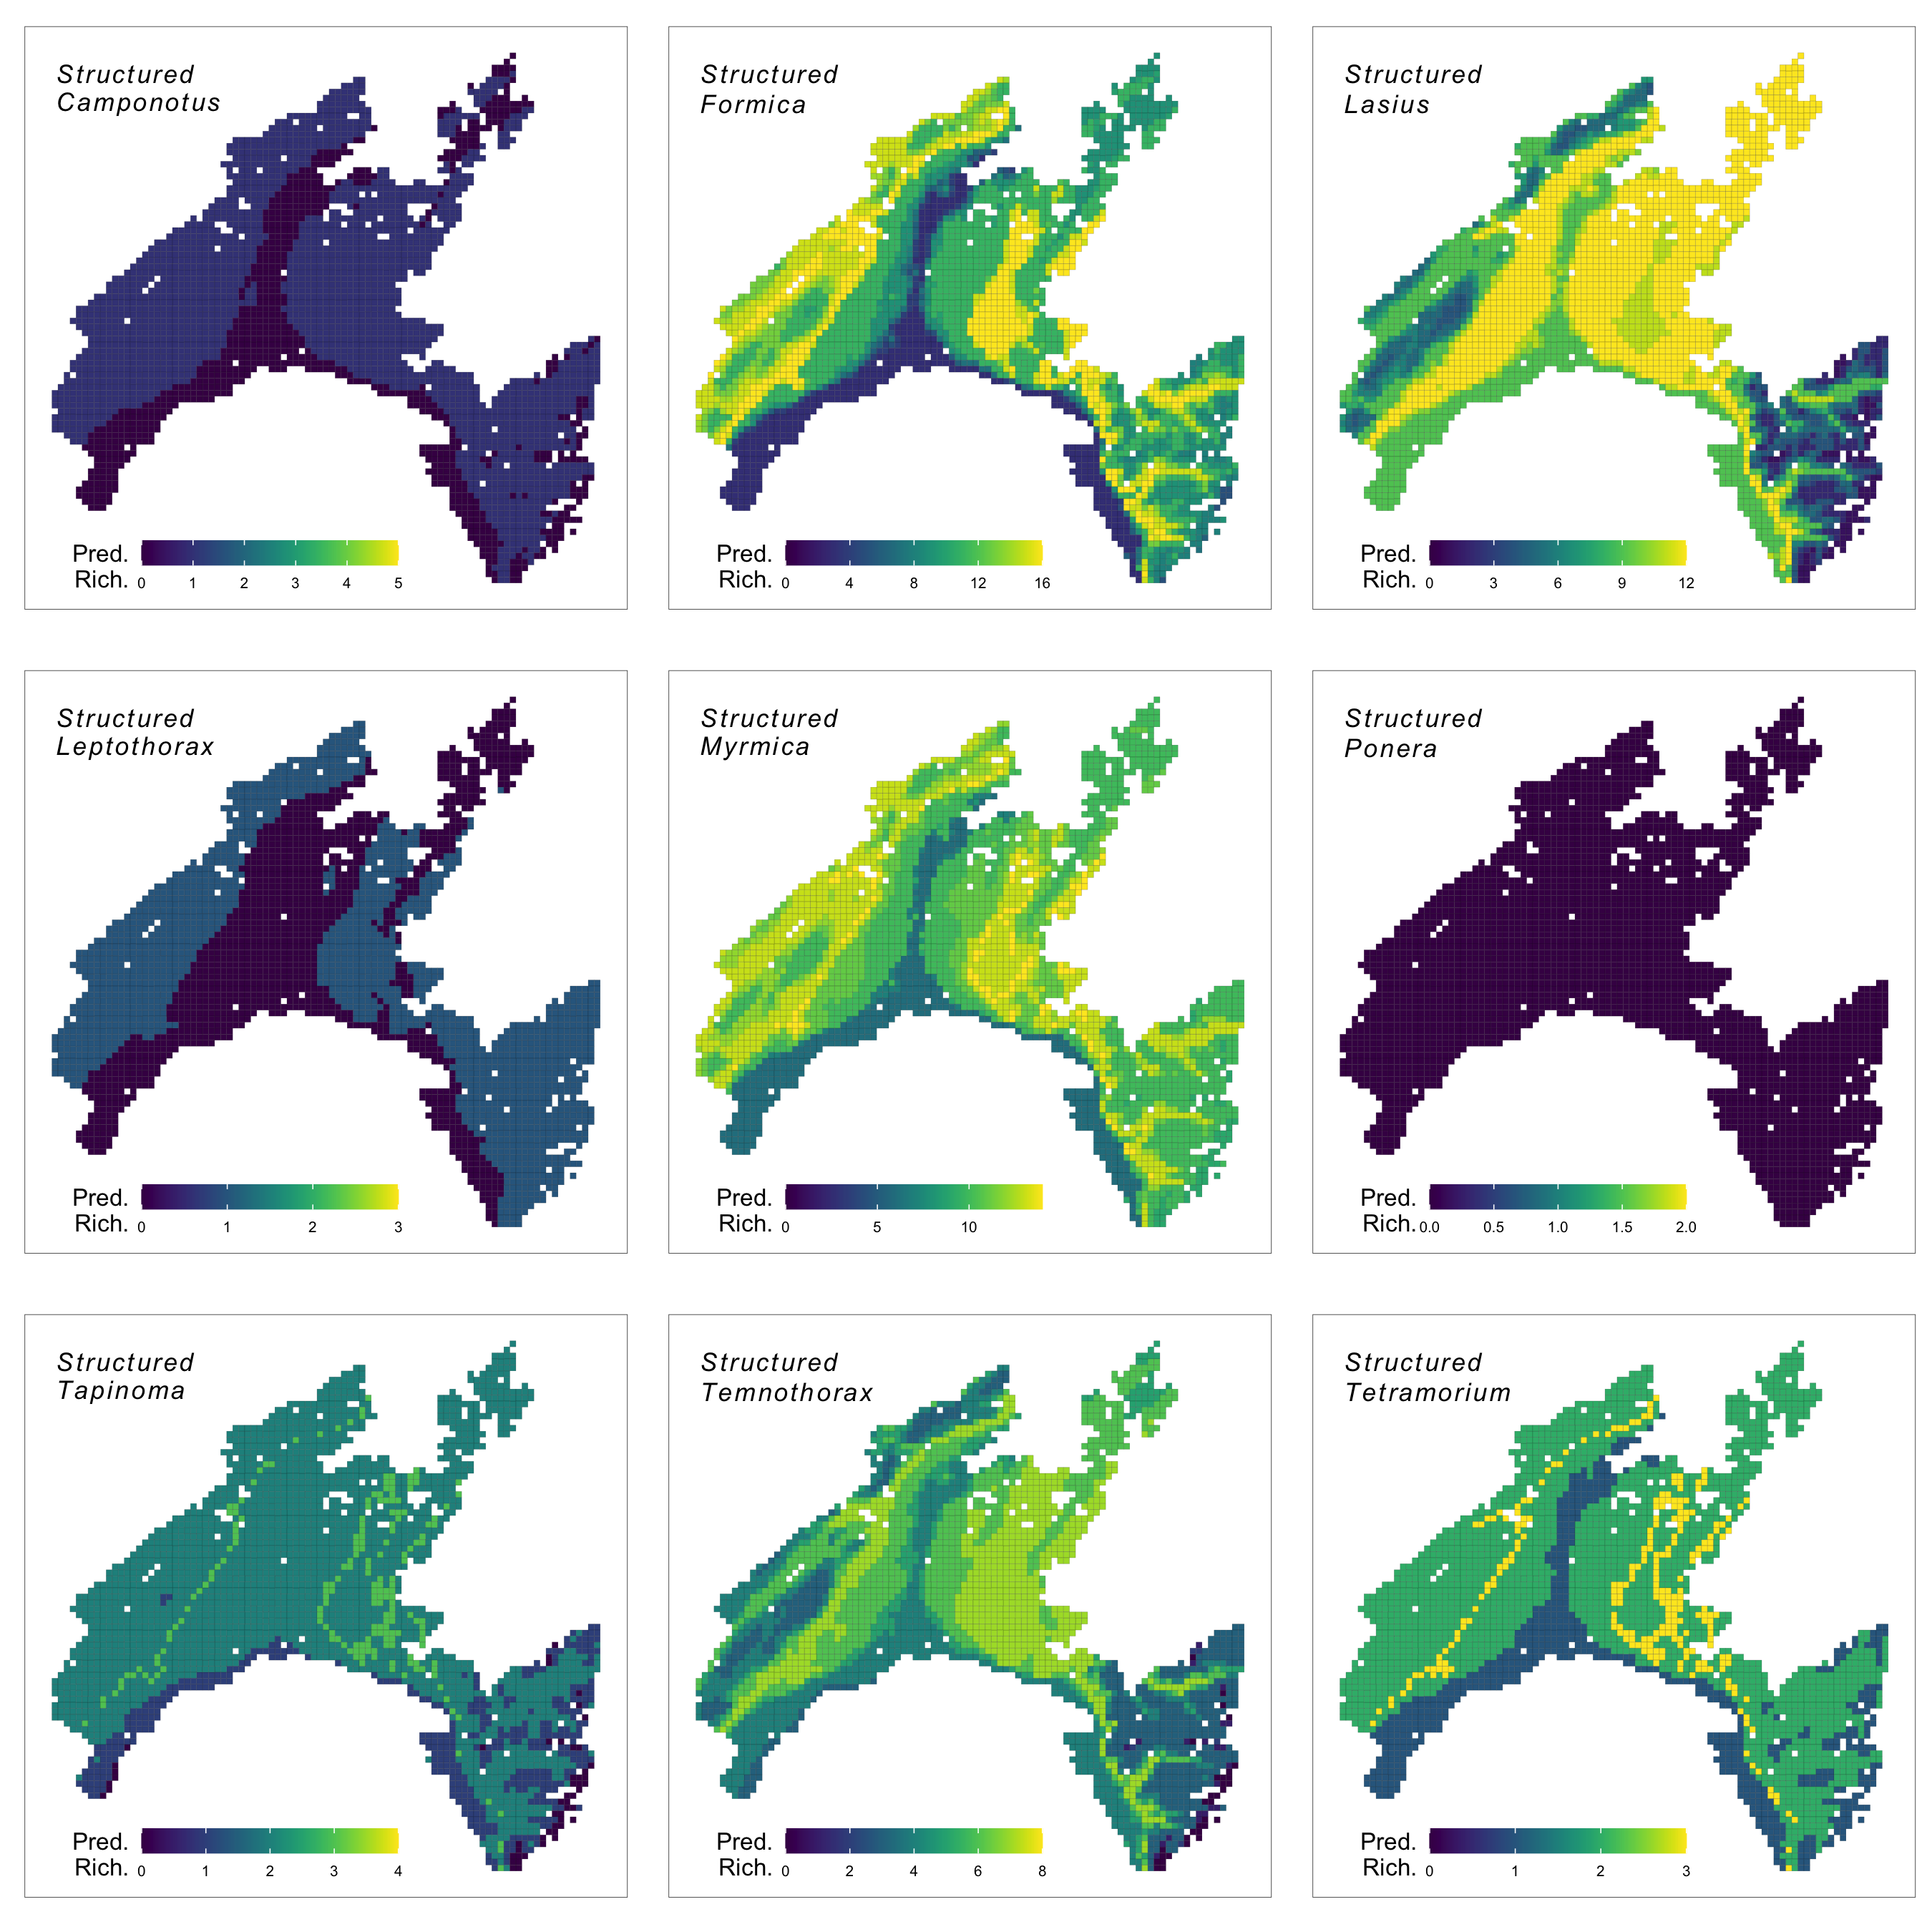 Structured
Camponotus
Pred.
Rich.
0 1 2 3 4 5
Structured
Formica
Pred.
Rich.
0 4 8 12 16
Structured
Lasius
Pred.
Rich.
0 3 6 9 12
Structured
Leptothorax
Pred.
Rich.
0 1 2 3
Structured
Myrmica
Pred.
Rich.
0 5 10
Structured
Ponera
Pred.
Rich.
0.0 0.5 1.0 1.5 2.0
Structured
Tapinoma
Pred.
Rich.
0 1 2 3 4
Structured
Temnothorax
Pred.
Rich.
0 2 4 6 8
Structured
Tetramorium
Pred.
Rich.
0 1 2 3